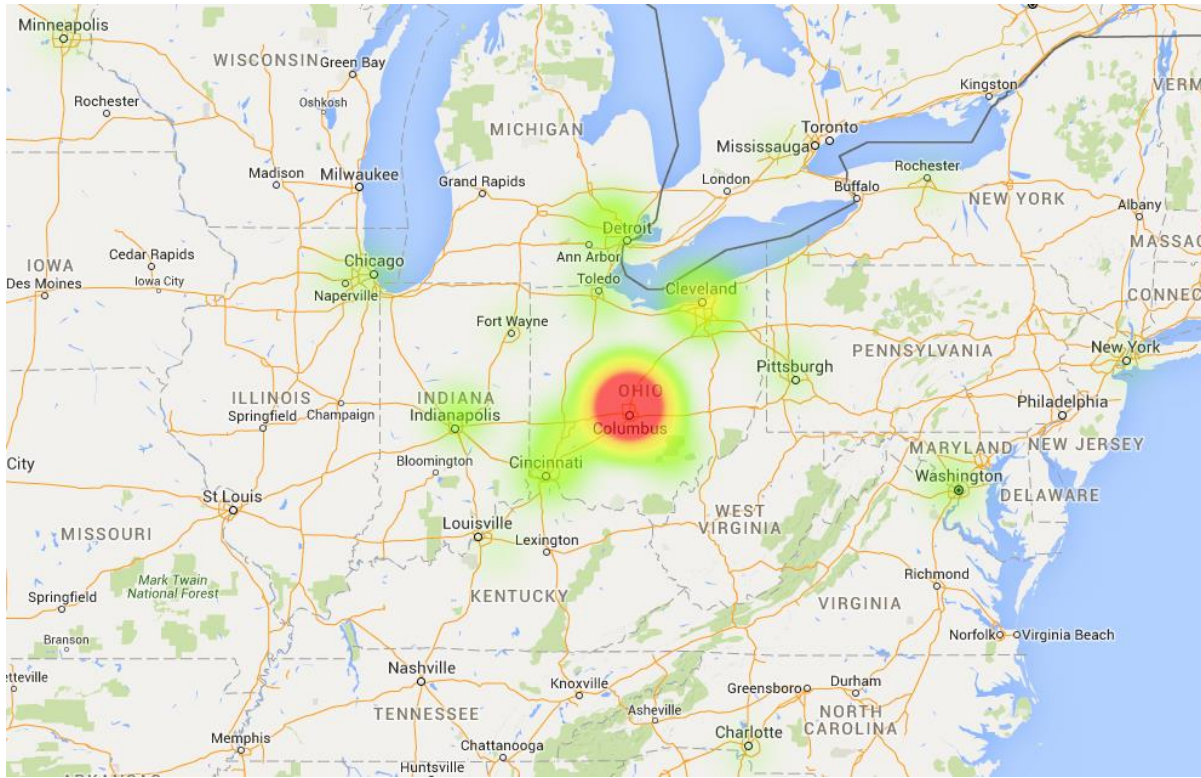 Minneapolis
WISCONSIN
Green Bay
Kingston
VERM
Rochester
Oshkosh
MICHIGAN
Toronto
Mississauga
Madison
Milwaukee
Grand Rapids
London
Rochester
Buffalo
NEW YORK
Albany
Detroit
MASSAC
Cedar Rapids
Chicago
Ann Arbor
IOWA
Des Moines
Iowa City
Naperville
Toledo
Cleveland
CONNEC
Fort Wayne
New York
PENNSYLVANIA
Pittsburgh
ILLINOIS
INDIANA
OHIO
Springfield
Champaign
Indianapolis
Columbus
Philadelphia
NEW JERSEY
MARYLAND
City
Bloomington
Cincinnati
Washington
St Louis
DELAWARE
WEST
VIRGINIA
MISSOURI
Louisville
Lexington
Mark Twain
National Forest
Richmond
Springfield
KENTUCKY
VIRGINIA
Branson
Norfolk
Virginia Beach
etteville
Nashville
Knoxville
Greensboro
Durham
TENNESSEE
Asheville
NORTH
CAROLINA
Memphis
Chattanooga
Charlotte
Huntsville